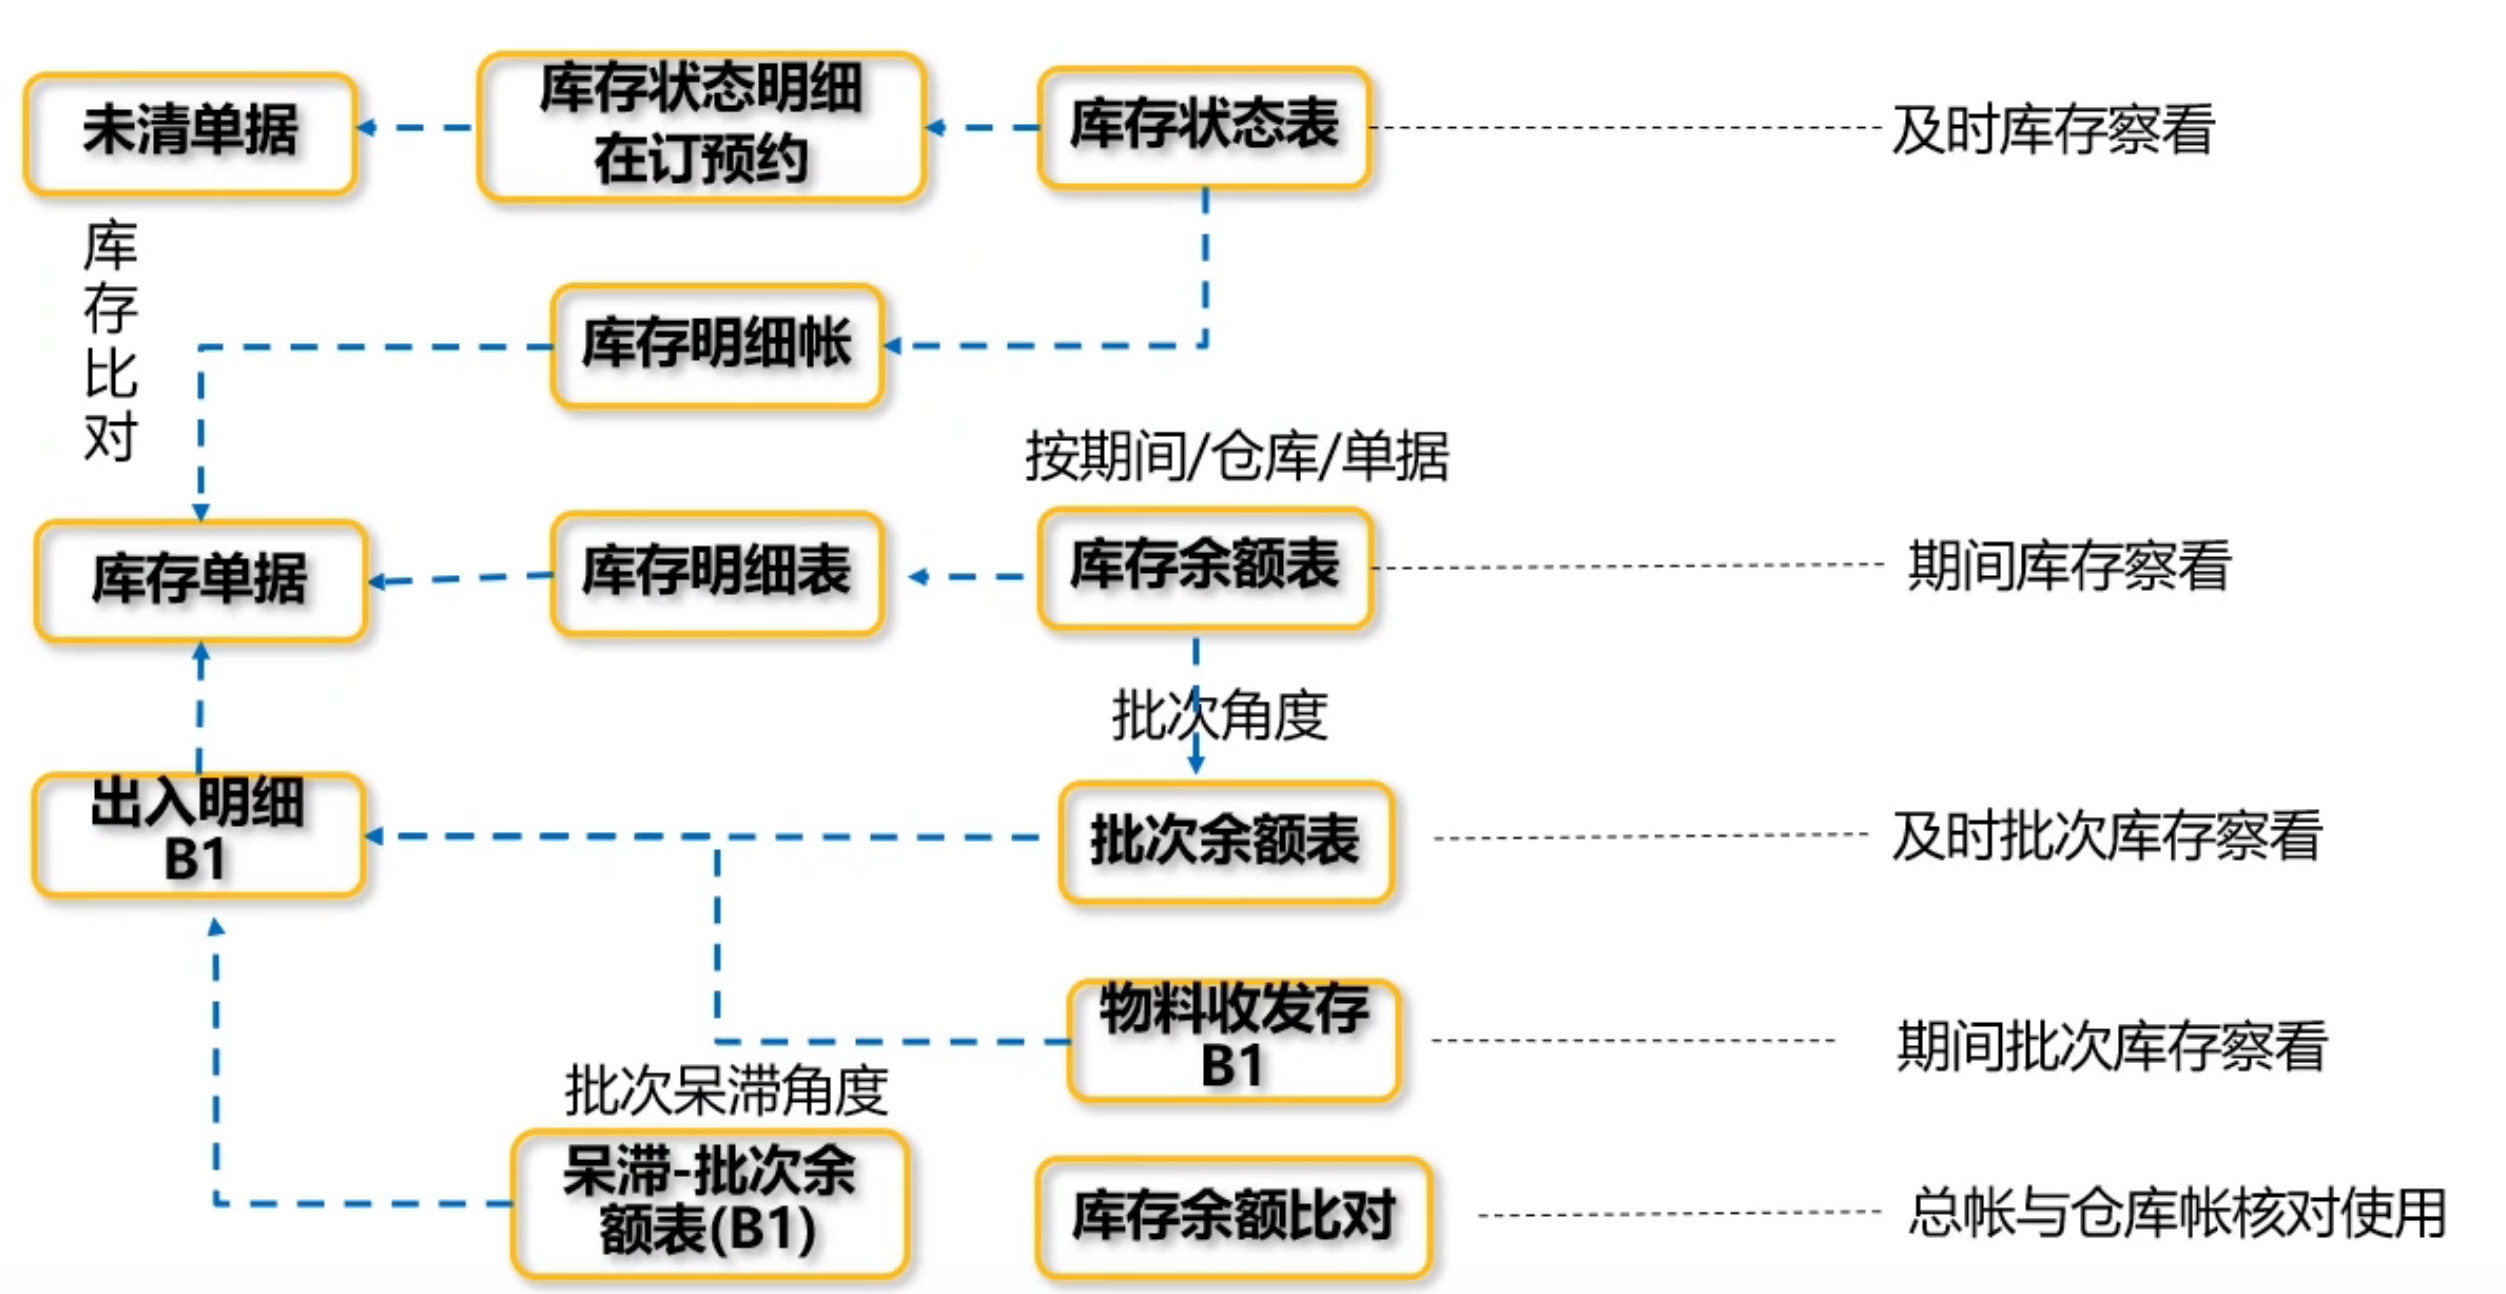 未清单据
库存状态明细
在订预约
库存状态表
及时库存察看
库
存
比
对
库存明细帐
按期间/仓库/单据
库存单据
库存明细表
库存余额表
期间库存察看
批次角度
出入明细
B1
批次余额表
及时批次库存察看
物料收发存
B1
期间批次库存察看
批次呆滞角度
呆滞-批次余
额表(B1)
库存余额比对
总帐与仓库帐核对使用